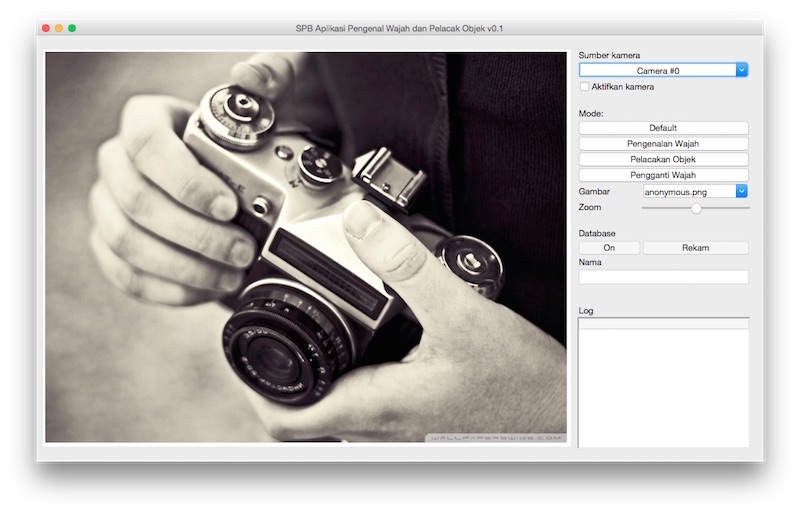 SPB Aplikasi Pengenal Wajah dan Pelacak Objek v0.1
Sumber kamera
Camera #0
Aktifkan kamera
Mode:
Default
Pengenalan Wajah
Pelacakan Objek
Pengganti Wajah
Gambar
anonymous.png
Zoom
Database
On
Rekam
Nama
Log
WALLPAPERSWIDE.COM